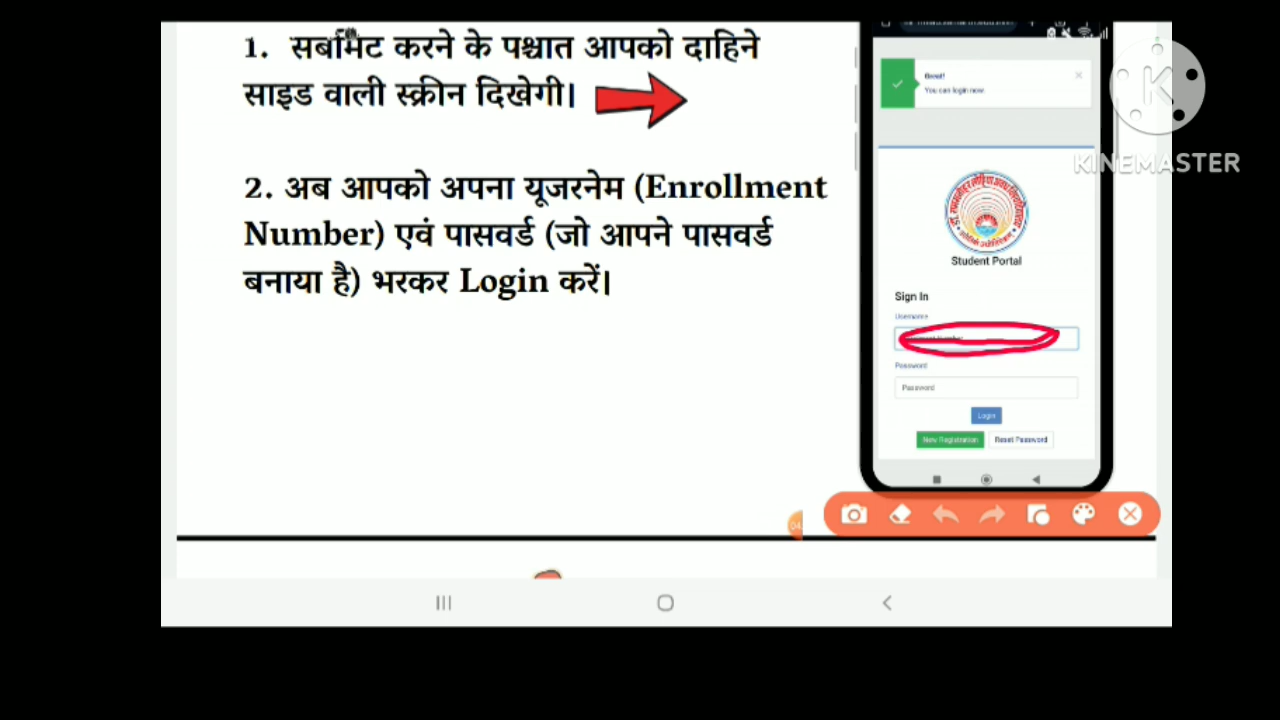 1. सबमिट करने के पश्चात आपको दाहिने
साइड वाली स्क्रीन दिखेगी।
2. अब आपको अपना यूजरनेम (Enrollment
Number) एवं पासवर्ड (जो आपने पासवर्ड
बनाया है) भरकर Login करें।
Great!
You can login now.
Student Portal
Sign In
Username
Password
Password
Login
New Registration
Reset Password
K
KINEMASTER
04